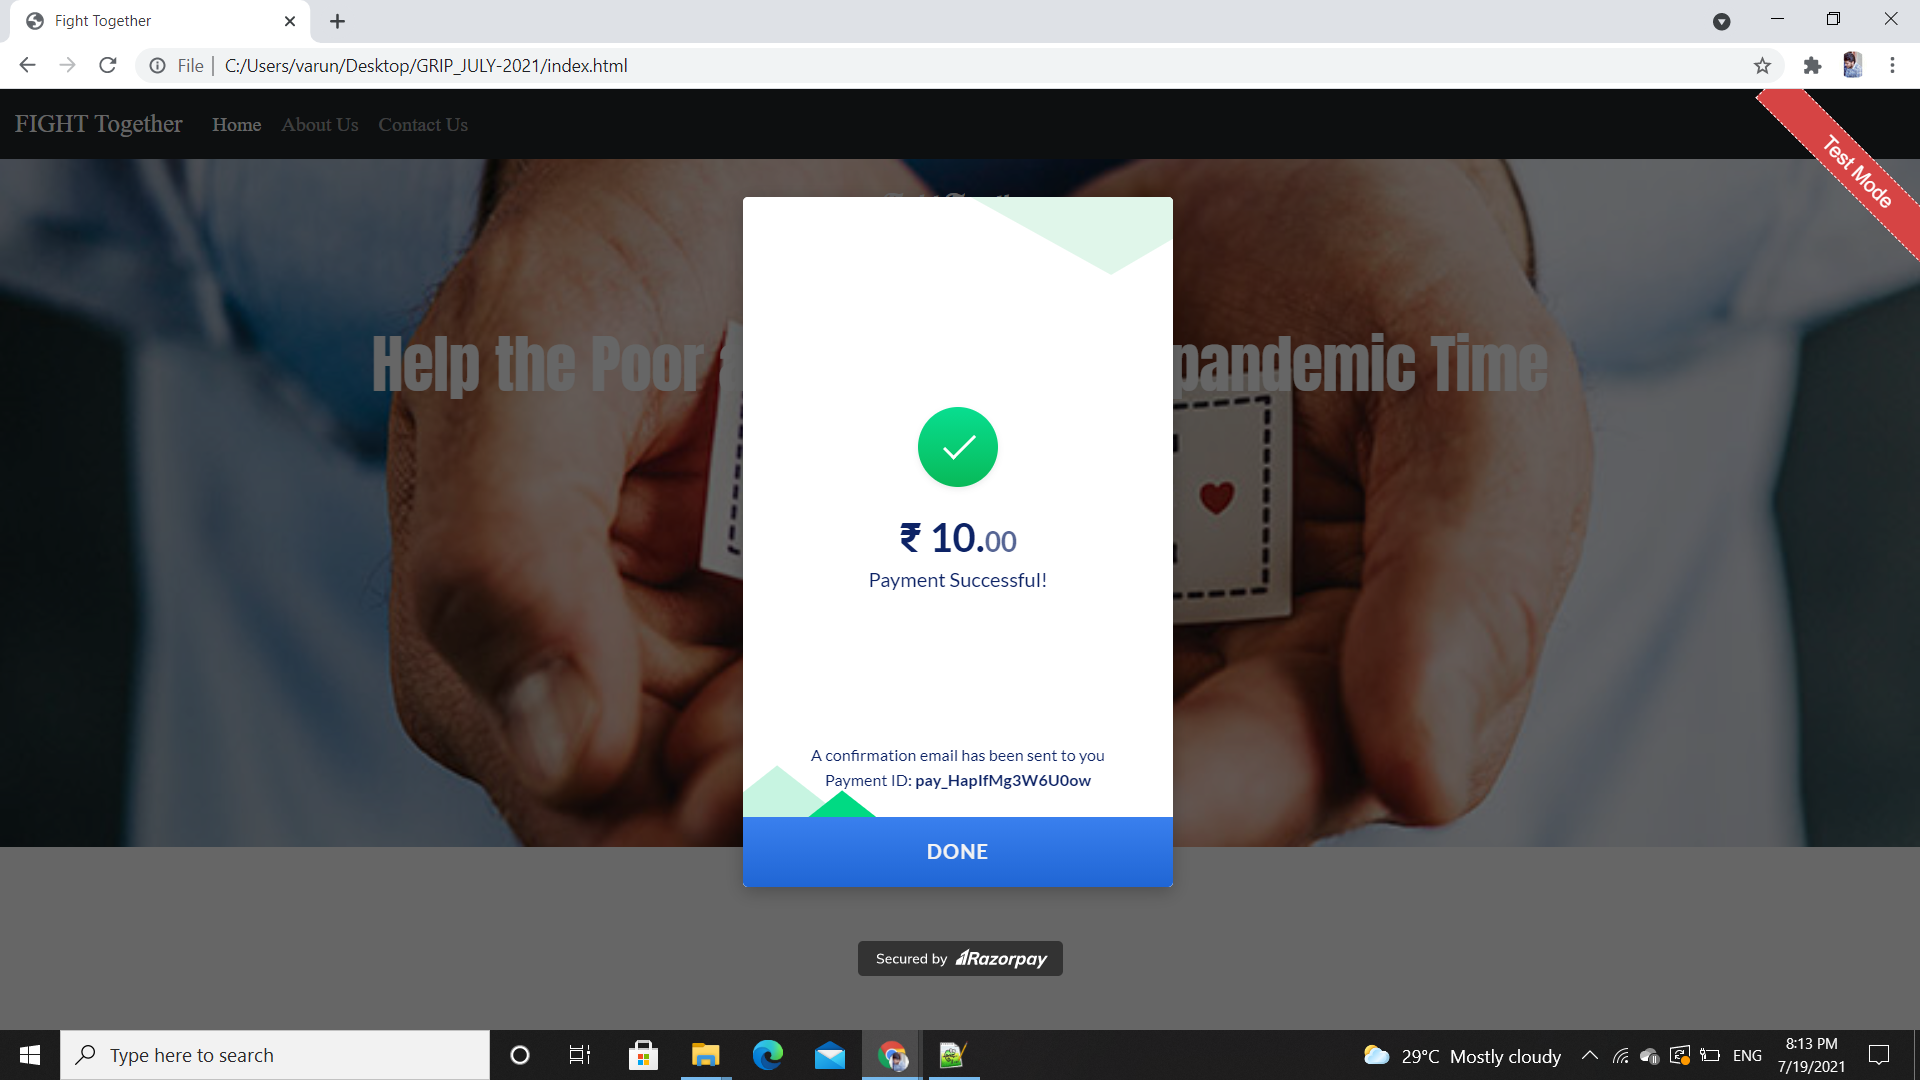 Fight Together
File
C:/Users/varun/Desktop/GRIP_JULY-2021/index.html
FIGHT Together Home About Us Contact Us
Test Mode
Help the Poor
pandemic Time
₹ 10.00
Payment Successful!
A confirmation email has been sent to you
Payment ID: pay_HapIfMg3W6U0ow
DONE
Secured by Razorpay
Type here to search
29°C Mostly cloudy
ENG
8:13 PM
7/19/2021